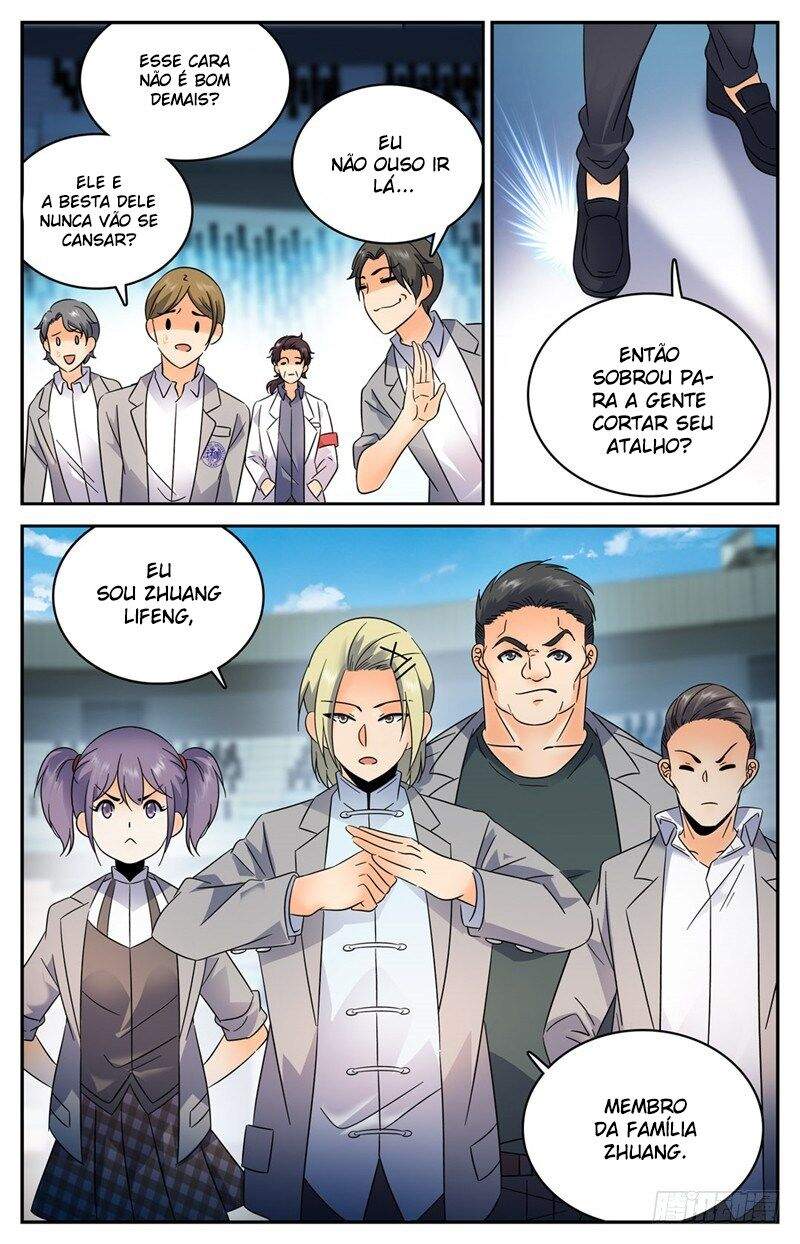 ESSE CARA
NÃO É BOM
DEMAIS?
ELE E
A BESTA DELE
NUNCA VÃO SE
CANSAR?
EU
NÃO OUSO IR
LÁ...
ENTÃO
SOBROU PA-
RA A GENTE
CORTAR SEU
ATALHO?
EU
SOU ZHUANG
LIFENG,
MEMBRO
DA FAMÍLIA
ZHUANG.